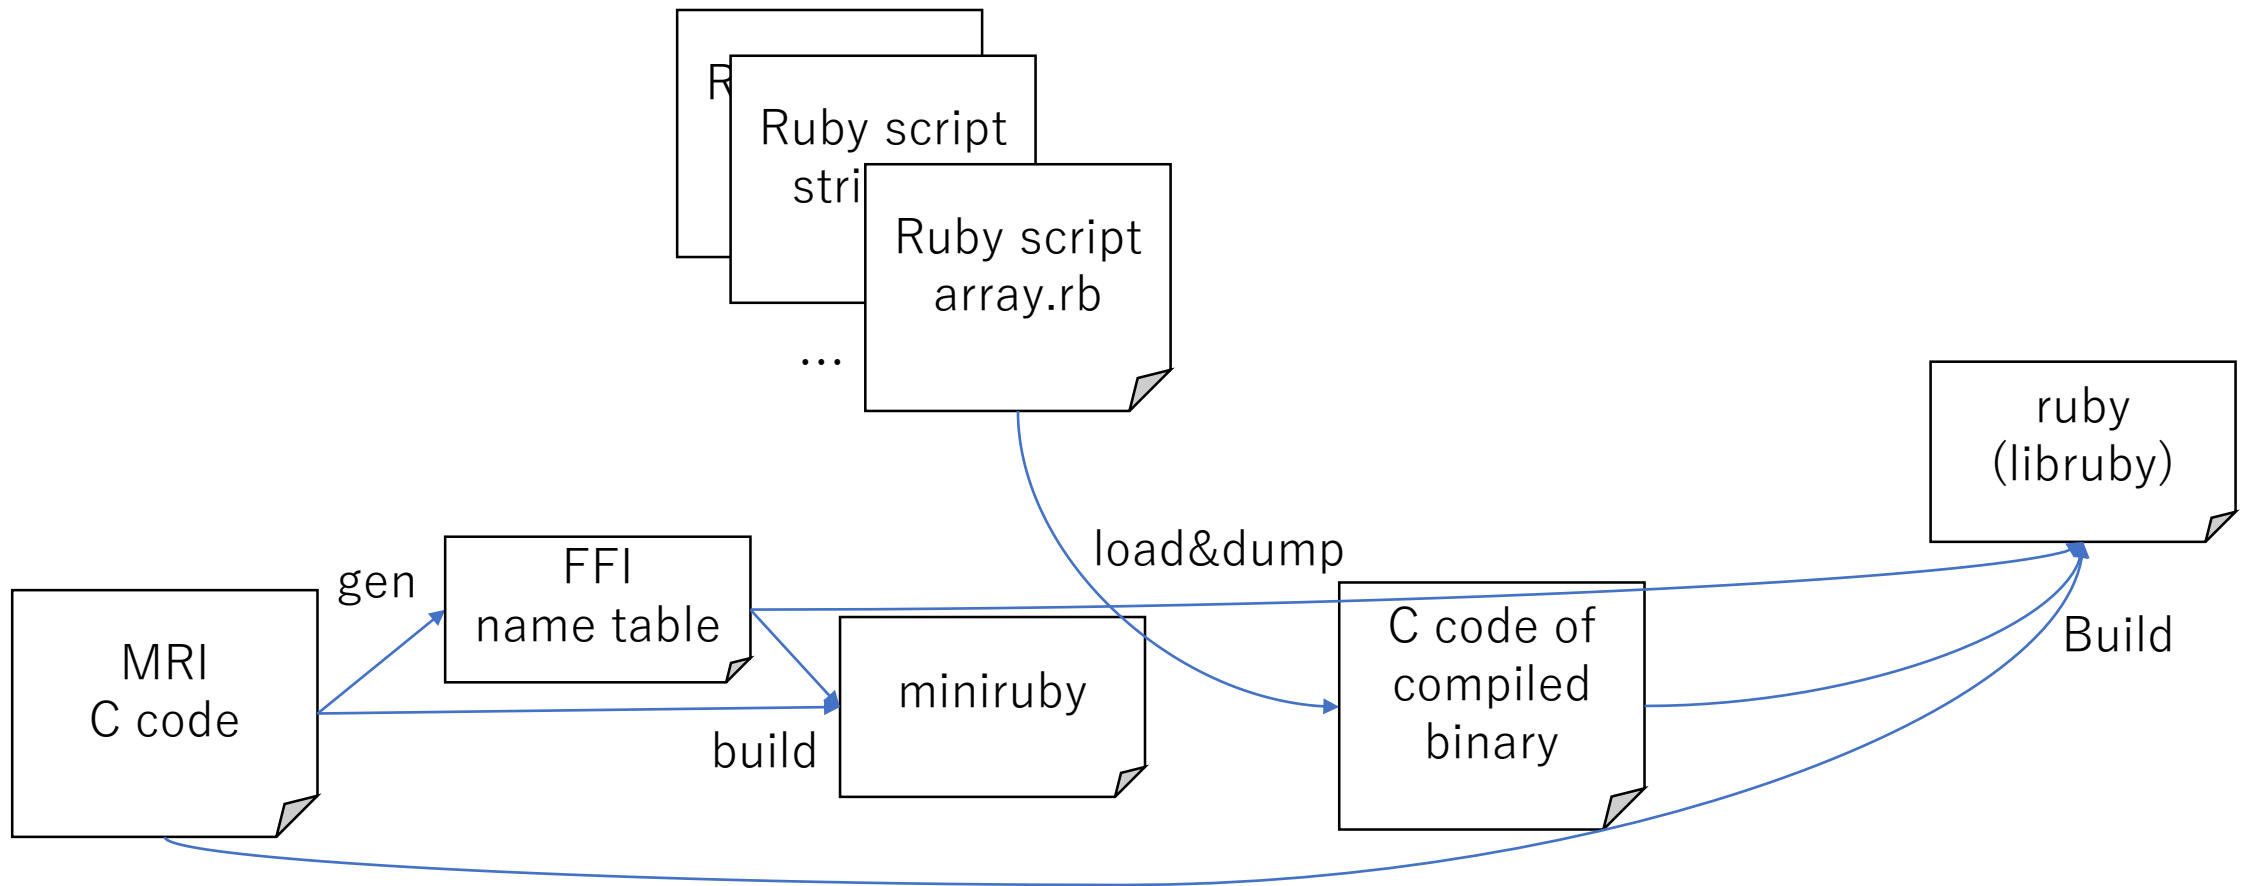 Ruby script
Ruby script
array.rb
...
ruby
(libruby)
load&dump
gen
FFI
name table
MRI
C code
miniruby
build
C code of
compiled
binary
Build